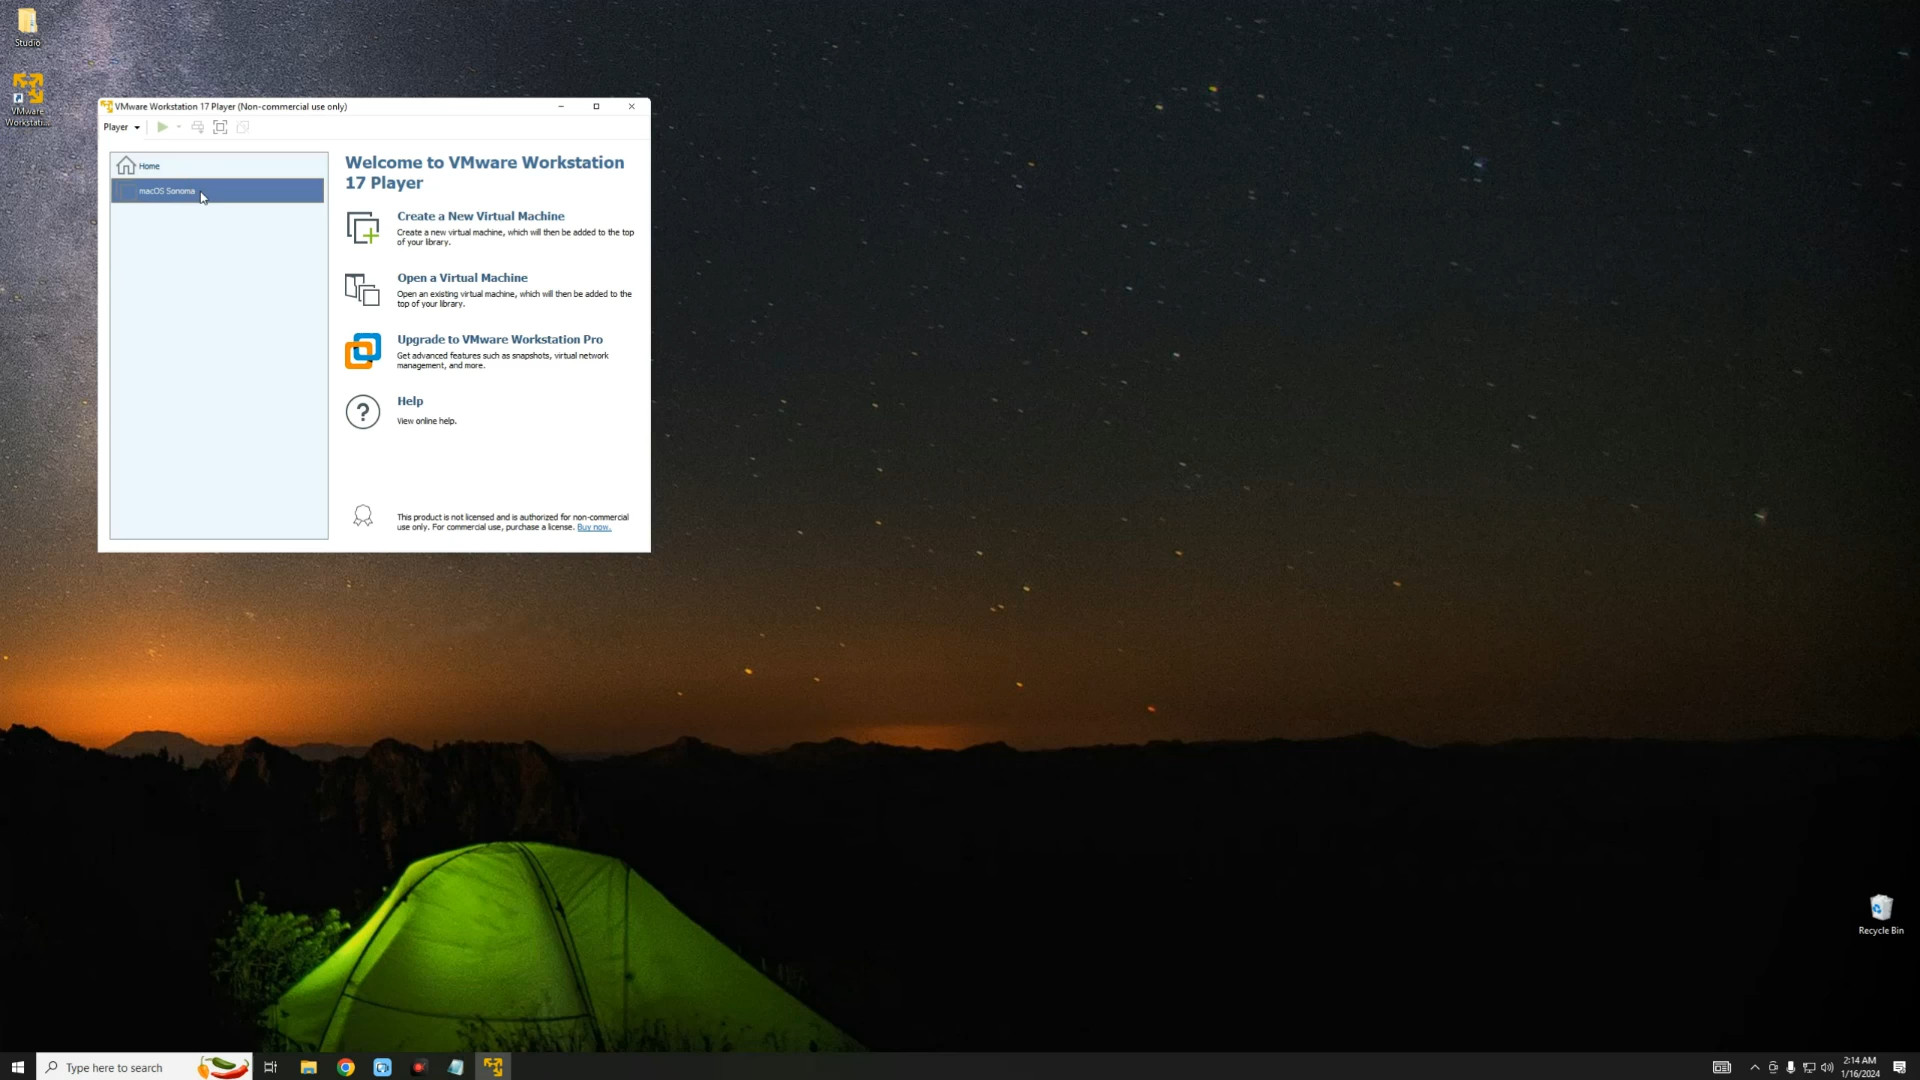 Studio
VMware
Workstati...
VMware Workstation 17 Player (Non-commercial use only)
Player
Home
macOS Sonoma
Welcome to VMware Workstation
17 Player
Create a New Virtual Machine
Create a new virtual machine, which will then be added to the top
of your library.
Open a Virtual Machine
Open an existing virtual machine, which will then be added to the
top of your library.
Upgrade to VMware Workstation Pro
Get advanced features such as snapshots, virtual network
management, and more.
?
Help
View online help.
This product is not licensed and is authorized for non-commercial
use only. For commercial use, purchase a license. Buy now.
Recycle Bin
Type here to search
2:14 AM
1/16/2024